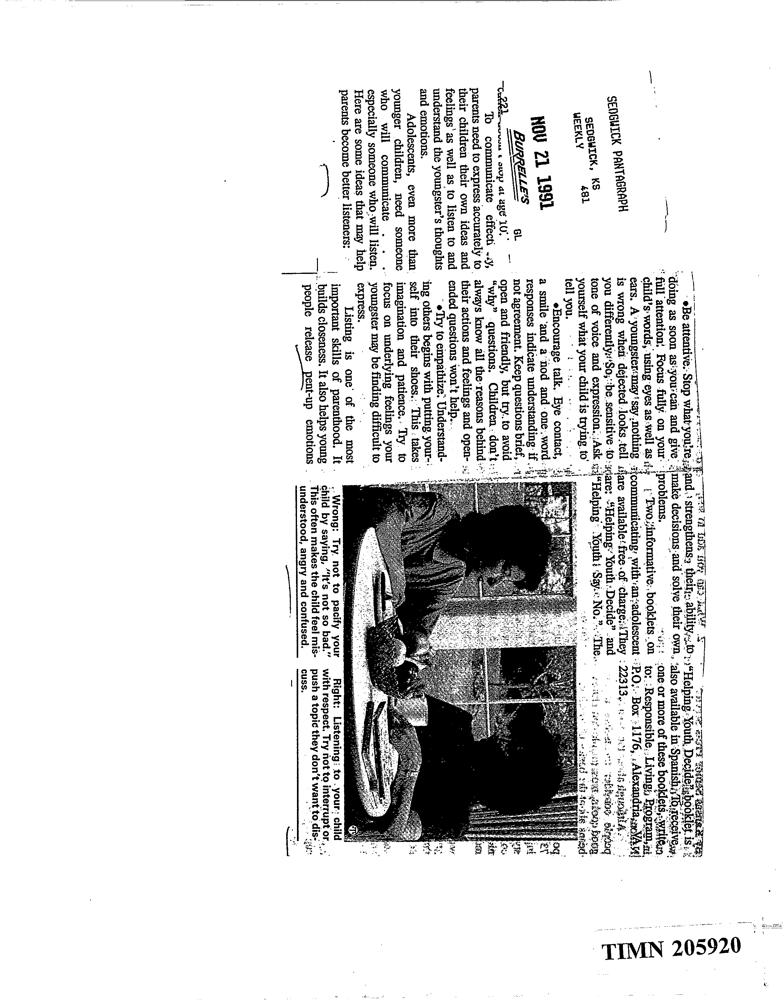 SEDGWICK PANTAGRAPH
SEDGWICK, KS
WEEKLY 481
NOV 21 1991
BURRELLE'S GL
221
at age 10.
To communicate
parents need to express accurately to
their children their own ideas and
feelings as well as to listen to and
understand the youngster's thoughts
and emotions.
Adolescents, even more than
younger children, need someone
who will communicate . . .
especially someone who will listen.
Here are some ideas that may help
parents become better listeners:
•Be attentive. Stop what you're
doing as soon as you can and give
full attention. Focus fully on your
child's words, using eyes as well as
ears. A youngster may say nothing
is wrong when dejected looks tell
you differently. So, be sensitive to
tone of voice and expression. Ask
yourself what your child is trying to
tell you.
•Encourage talk. Eye contact,
a smile and a nod and one word
responses indicate understanding if
not agreement. Keep questions brief,
open and friendly, but try to avoid
"why" questions. Children don't
always know all the reasons behind
their actions and feelings and open-
ended questions won't help.
•Try to empathize. Understand-
ing others begins with putting your-
self into their shoes. This takes
imagination and patience. Try to
focus on underlying feelings your
youngster may be finding difficult to
express.
Listing is one of the most
important skills of parenthood. It
builds closeness. It also helps young
people release pent-up emotions
and strengthens their ability to
make decisions and solve their own
problems.
Two informative booklets on
communicating with an adolescent
are available free of charge. They
are: "Helping Youth Decide" and
"Helping Youth Say No." The
"Helping Youth Decide" booklet is
also available in Spanish. To receive
one or more of these booklets, write
to: Responsible Living Program,
P.O. Box 1176, Alexandria, VA
22313.
Wrong: Try not to pacify your
child by saying, "It's not so bad."
This often makes the child feel mis-
understood, angry and confused.
Right: Listening to your child
with respect. Try not to interrupt or
push a topic they don't want to dis-
cuss.
TIMN 205920